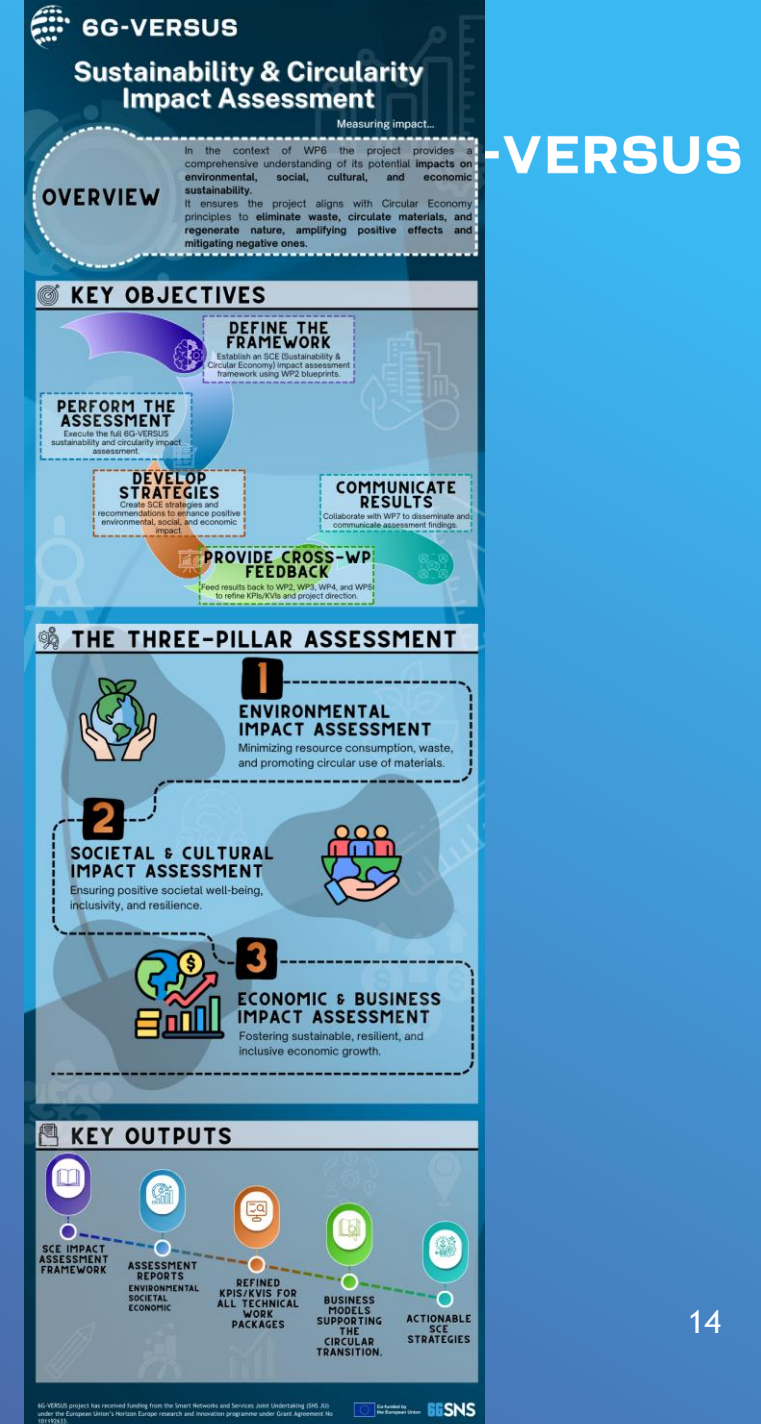 6G-VERSUS
Sustainability & Circularity
Impact Assessment
Measuring impact...
-VERSUS
OVERVIEW
In the context of WP6 the project provides a
comprehensive understanding of its potential impacts on
environmental, social, cultural, and economic
sustainability.
It ensures the project aligns with Circular Economy
principles to eliminate waste, circulate materials, and
regenerate nature, amplifying positive effects and
mitigating negative ones.
KEY OBJECTIVES
DEFINE THE
FRAMEWORK
Establish an SCE (Sustainability &
Circular Economy) impact assessment
framework using WP2 blueprints.
PERFORM THE
ASSESSMENT
Execute the full 6G-VERSUS
sustainability and circularity impact
assessment.
DEVELOP
STRATEGIES
Create SCE strategies and
recommendations to enhance positive
environmental, social, and economic
impact.
COMMUNICATE
RESULTS
Collaborate with WP7 to disseminate and
communicate assessment findings.
PROVIDE CROSS-WP
FEEDBACK
Feed results back to WP2, WP3, WP4, and WP5
to refine KPIs/KVIs and project direction.
THE THREE-PILLAR ASSESSMENT
1
ENVIRONMENTAL
IMPACT ASSESSMENT
Minimizing resource consumption, waste,
and promoting circular use of materials.
2
SOCIETAL & CULTURAL
IMPACT ASSESSMENT
Ensuring positive societal well-being,
inclusivity, and resilience.
3
ECONOMIC & BUSINESS
IMPACT ASSESSMENT
Fostering sustainable, resilient, and
inclusive economic growth.
KEY OUTPUTS
SCE IMPACT
ASSESSMENT
FRAMEWORK
ASSESSMENT
REPORTS
ENVIRONMENTAL
SOCIETAL
ECONOMIC
REFINED
KPIS/KVIS FOR
ALL TECHNICAL
WORK
PACKAGES
BUSINESS
MODELS
SUPPORTING
THE
CIRCULAR
TRANSITION.
ACTIONABLE
SCE
STRATEGIES
14
6G-VERSUS project has received funding from the Smart Networks and Services Joint Undertaking (SNS JU)
under the European Union's Horizon Europe research and innovation programme under Grant Agreement No
101192633.
Co-funded by
the European Union
6GSNS